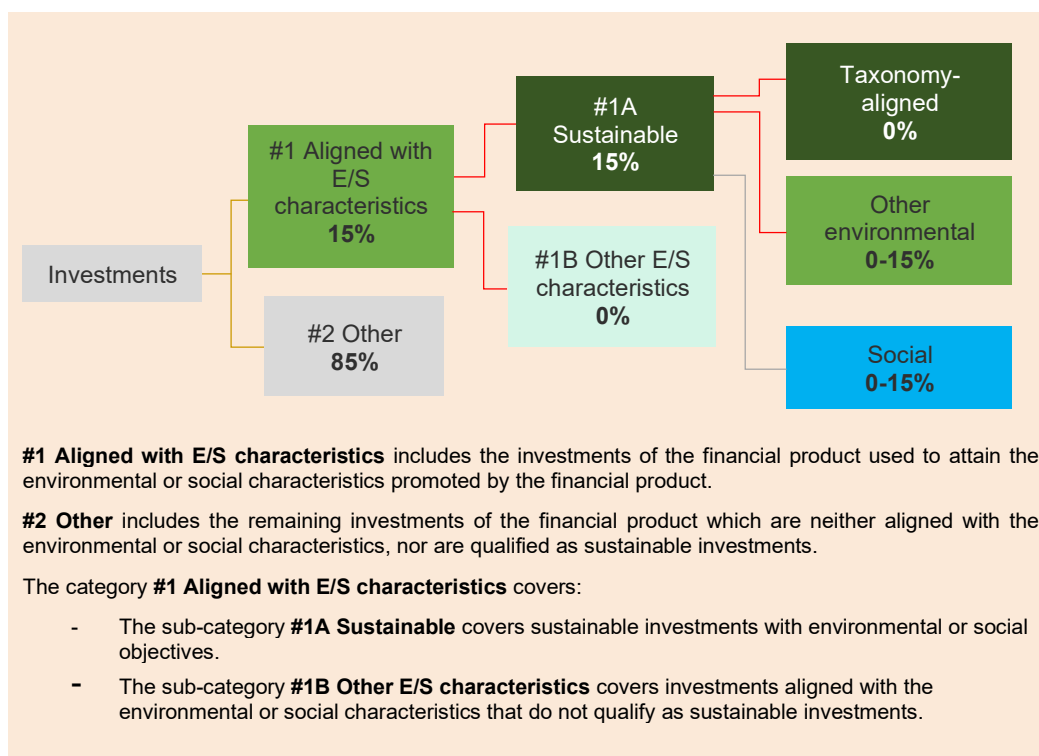 Investments
#1 Aligned with
E/S
characteristics
15%
#2 Other
85%
#1A
Sustainable
15%
#1B Other E/S
characteristics
0%
Taxonomy-
aligned
0%
Other
environmental
0-15%
Social
0-15%
#1 Aligned with E/S characteristics includes the investments of the financial product used to attain the
environmental or social characteristics promoted by the financial product.
#2 Other includes the remaining investments of the financial product which are neither aligned with the
environmental or social characteristics, nor are qualified as sustainable investments.
The category #1 Aligned with E/S characteristics covers:
- The sub-category #1A Sustainable covers sustainable investments with environmental or social
objectives.
- The sub-category #1B Other E/S characteristics covers investments aligned with the
environmental or social characteristics that do not qualify as sustainable investments.